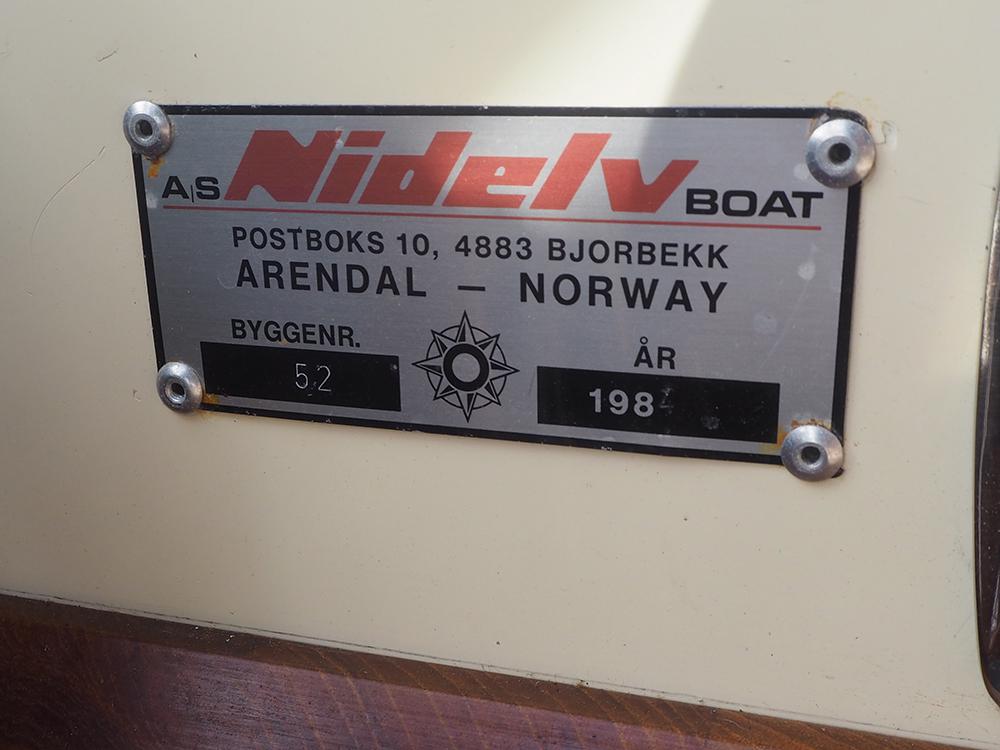 A/S Nidelv BOAT
POSTBOKS 10, 4883 BJORBEKK
ARENDAL – NORWAY
BYGGENR. ÅR
52 198